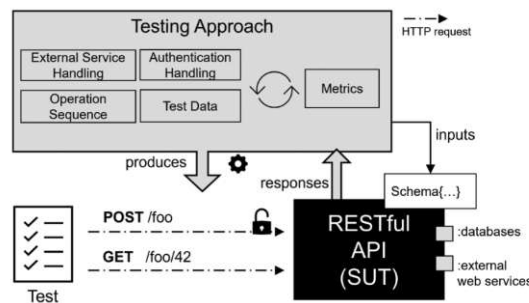 Testing Approach
HTTP request
External Service
Handling
Authentication
Handling
Operation
Sequence
Test Data
Metrics
produces
responses
inputs
Schema{...}
POST /foo
GET /foo/42
Test
RESTful
API
(SUT)
:databases
:external
web services